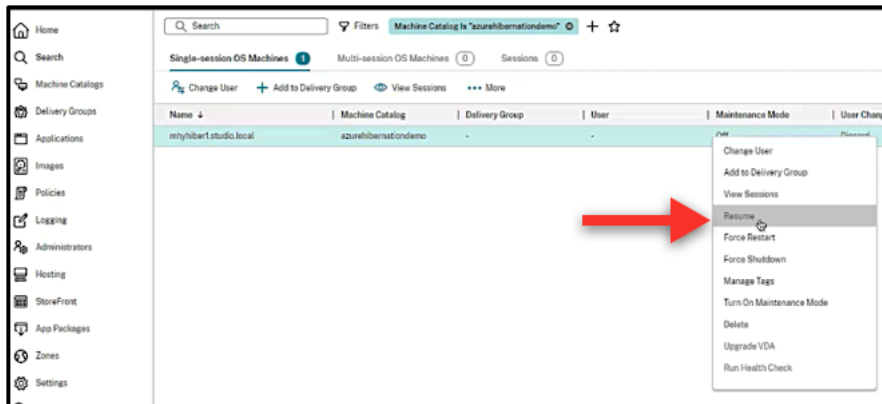 Home
Search
Machine Catalogs
Delivery Groups
Applications
Images
Policies
Logging
Administrators
Hosting
StoreFront
App Packages
Zones
Settings
Search Filters Machine Catalog Is "azurehibernationdemo"
Single-session OS Machines 1 Multi-session OS Machines 0 Sessions 0
Change User Add to Delivery Group View Sessions More
Name Machine Catalog Delivery Group User Maintenance Mode User Chang
mhyhiber1.studio.local azurehibernationdemo - - Off Discard
Change User
Add to Delivery Group
View Sessions
Resume
Force Restart
Force Shutdown
Manage Tags
Turn On Maintenance Mode
Delete
Upgrade VDA
Run Health Check